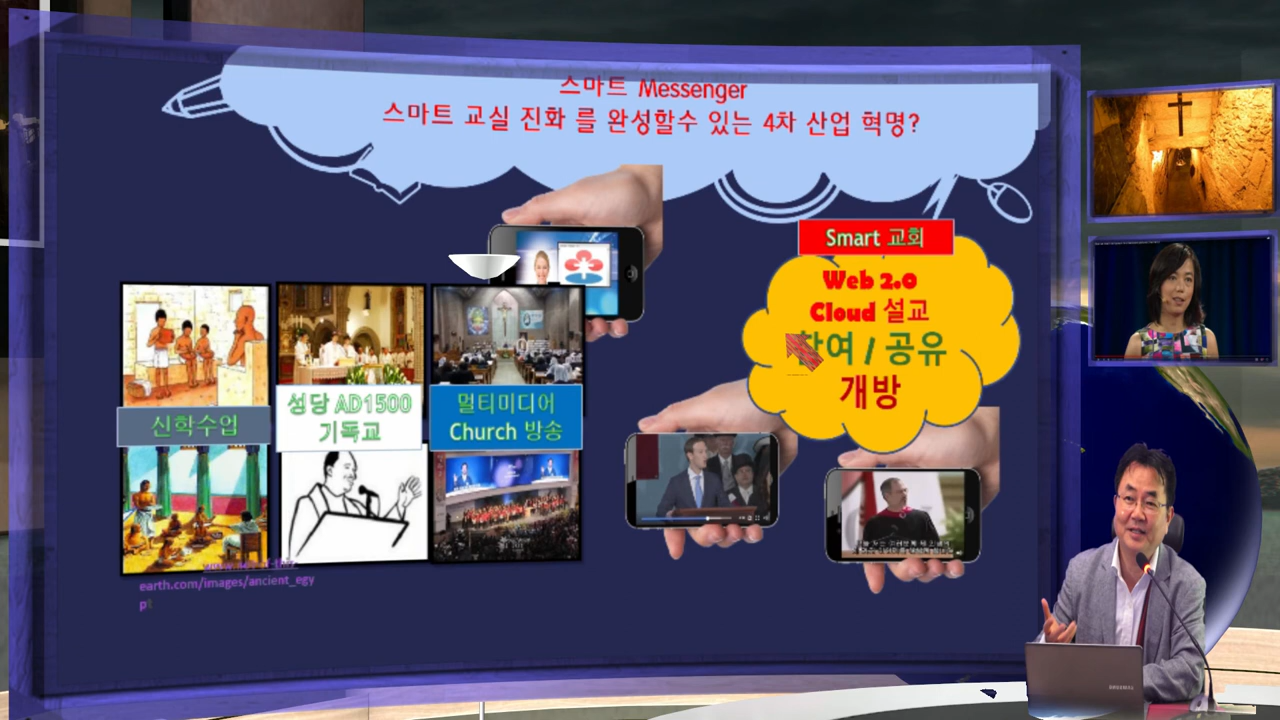 스마트 Messenger
스마트 교실 진화 를 완성할수 있는 4차 산업 혁명?
Smart 교회
Web 2.0
Cloud 설교
참여 / 공유
개방
신학수업
성당 AD1500
기독교
멀티미디어
Church 방송
earth.com/images/ancient_egy
pt
SAMSUNG